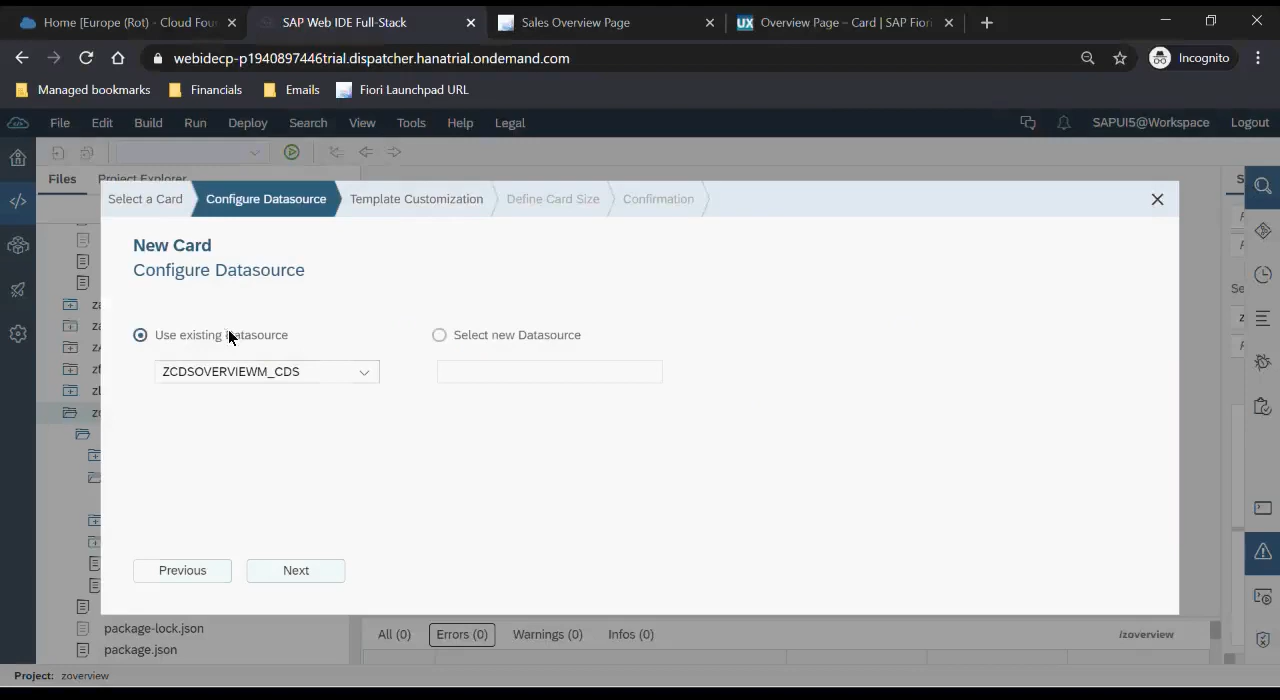 Home [Europe (Rot) - Cloud Fou
SAP Web IDE Full-Stack
Sales Overview Page
UX Overview Page – Card | SAP Fiori
webidecp-p1940897446trial.dispatcher.hanatrial.ondemand.com
Incognito
Managed bookmarks
Financials
Emails
Fiori Launchpad URL
File Edit Build Run Deploy Search View Tools Help Legal
SAPUI5@Workspace Logout
Files Project Explorer
Select a Card Configure Datasource Template Customization Define Card Size Confirmation
New Card
Configure Datasource
Use existing Datasource Select new Datasource
ZCDSOVERVIEWM_CDS
Previous Next
package-lock.json
package.json
All (0) Errors (0) Warnings (0) Infos (0) /zoverview
Project: zoverview